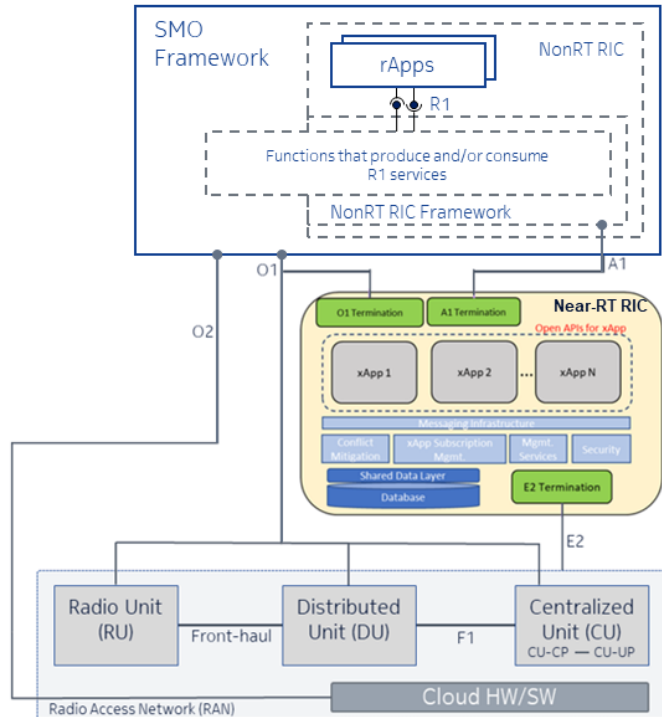 SMO
Framework
NonRT RIC
rApps
R1
Functions that produce and/or consume
R1 services
NonRT RIC Framework
O1
A1
O2
Near-RT RIC
O1 Termination
A1 Termination
Open APIs for xApp
xApp 1
xApp 2
...
xApp N
Messaging Infrastructure
Conflict
Mitigation
xApp Subscription
Mgmt.
Mgmt.
Services
Security
Shared Data Layer
Database
E2 Termination
E2
Radio Unit
(RU)
Front-haul
Distributed
Unit (DU)
F1
Centralized
Unit (CU)
CU-CP — CU-UP
Cloud HW/SW
Radio Access Network (RAN)